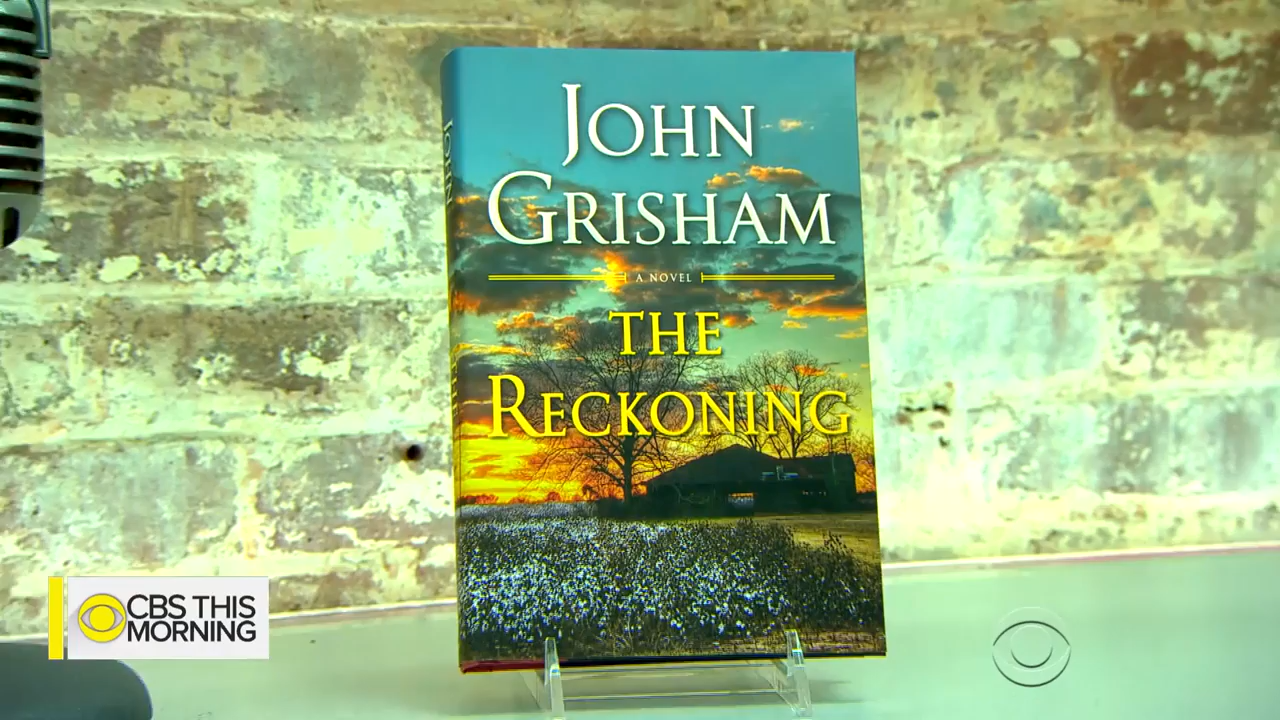 JOHN
GRISHAM
A NOVEL
THE
RECKONING
CBS THIS
MORNING